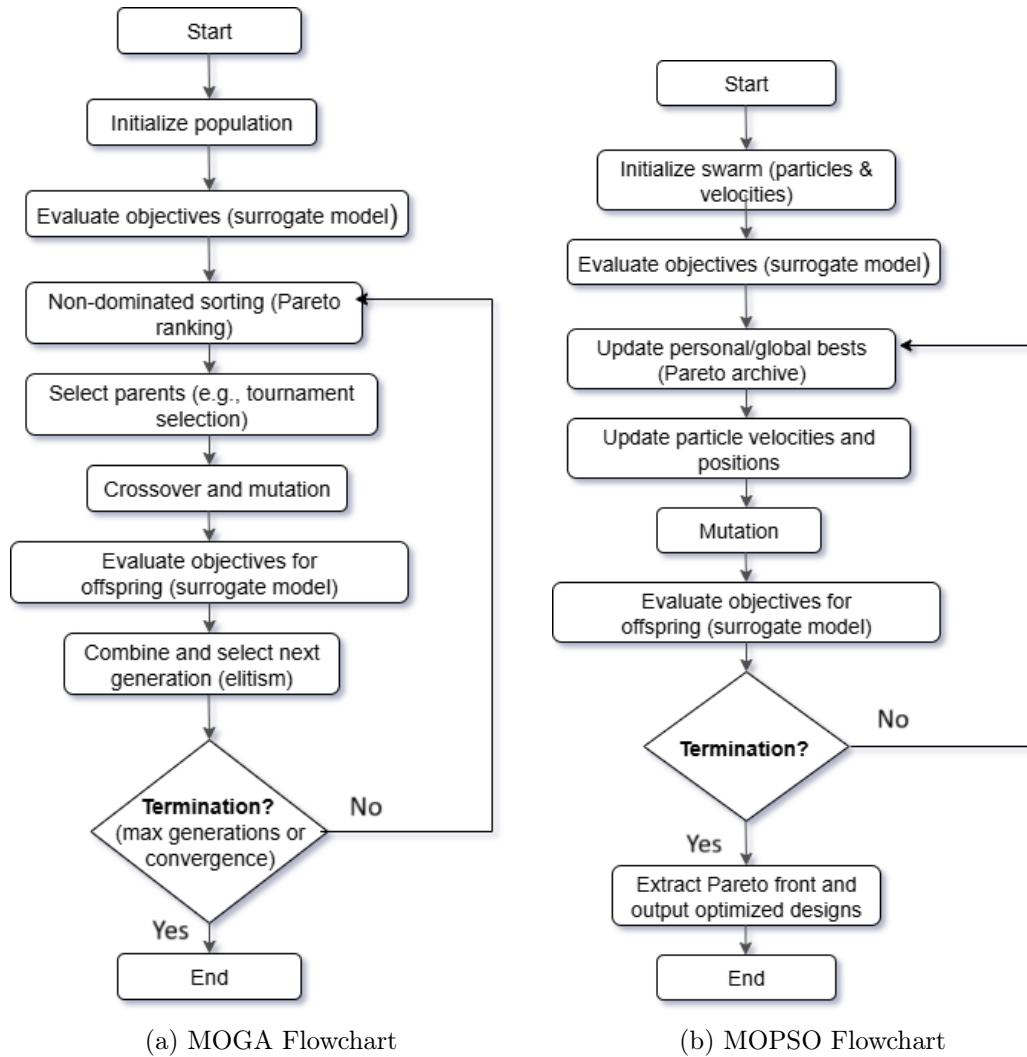 Start
Initialize population
Evaluate objectives (surrogate model)
Non-dominated sorting (Pareto
ranking)
Select parents (e.g., tournament
selection)
Crossover and mutation
Evaluate objectives for
offspring (surrogate model)
Combine and select next
generation (elitism)
Termination?
(max generations or
convergence)
No
Yes
End
(a) MOGA Flowchart
Start
Initialize swarm (particles &
velocities)
Evaluate objectives (surrogate model)
Update personal/global bests
(Pareto archive)
Update particle velocities and
positions
Mutation
Evaluate objectives for
offspring (surrogate model)
Termination?
No
Yes
Extract Pareto front and
output optimized designs
End
(b) MOPSO Flowchart